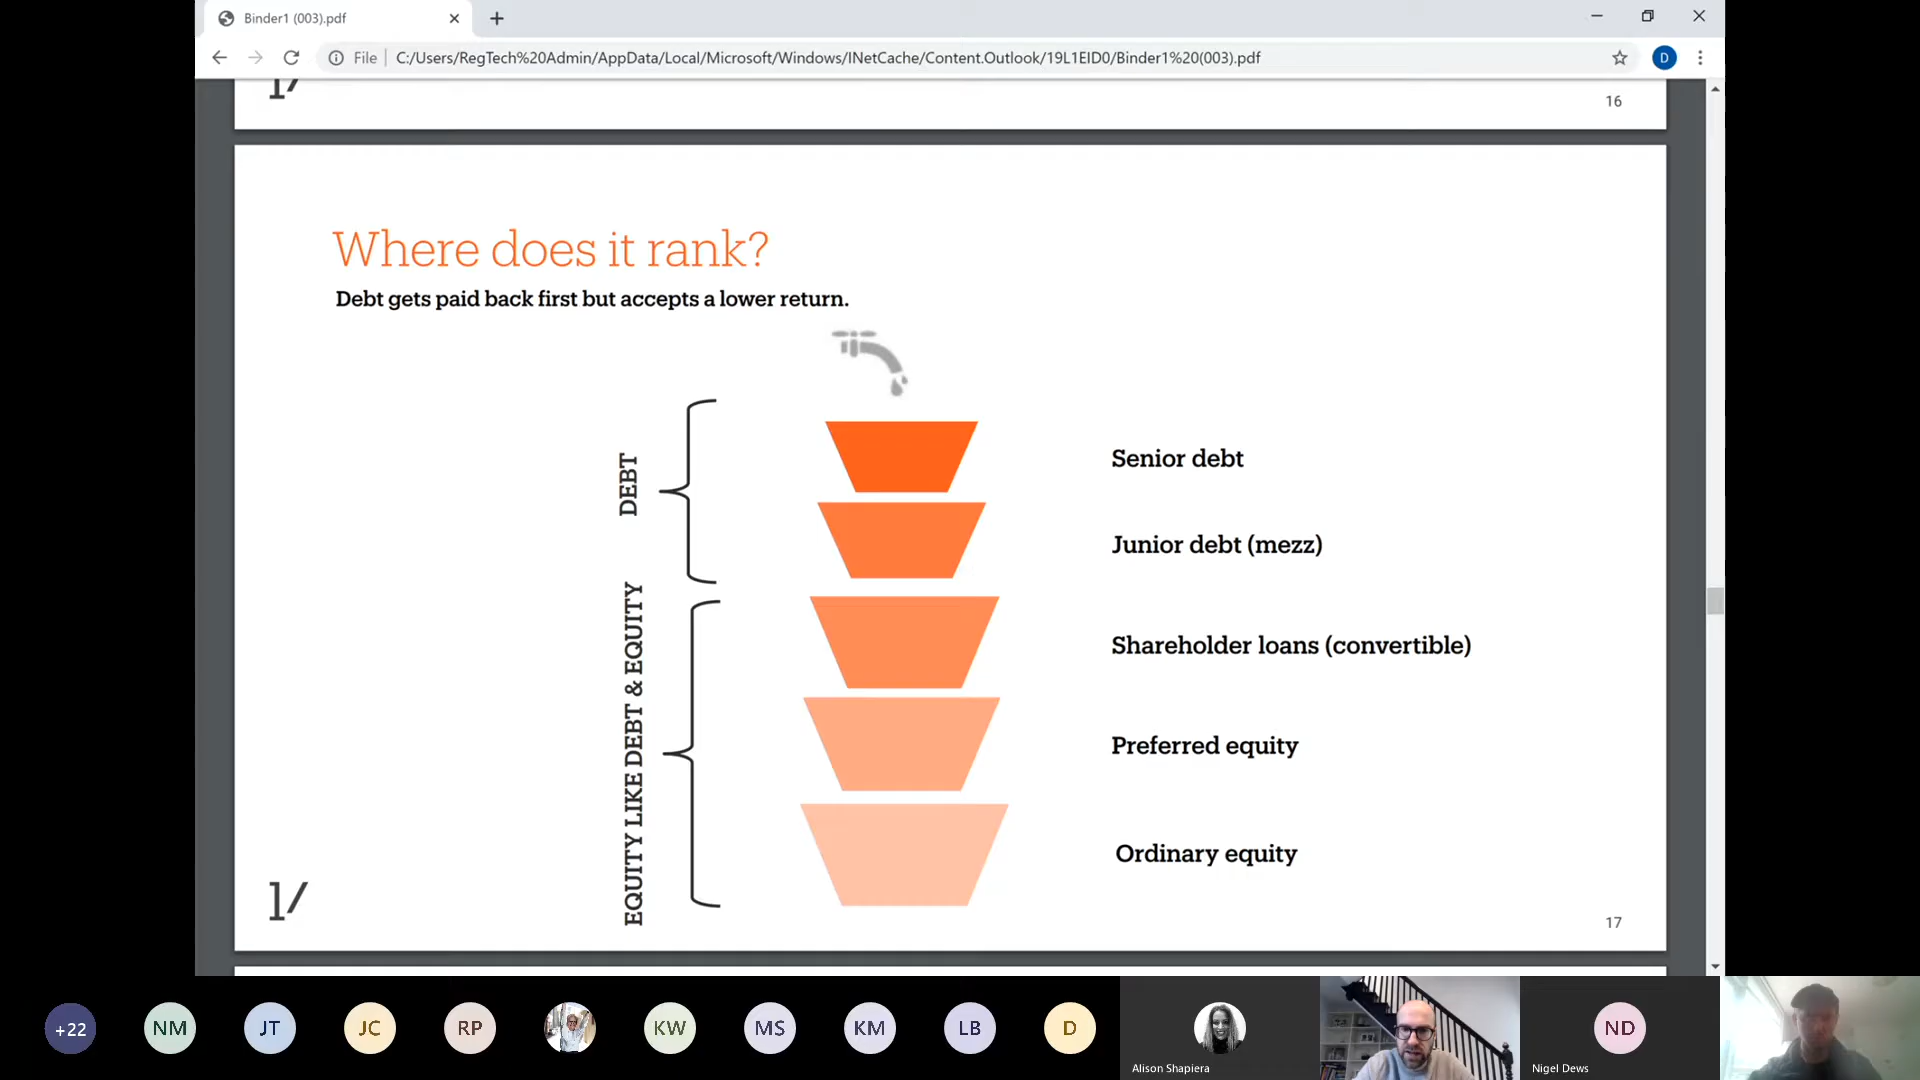 Binder1 (003).pdf
File
C:/Users/RegTech%20Admin/AppData/Local/Microsoft/Windows/INetCache/Content.Outlook/19L1EID0/Binder1%20(003).pdf
D
1/
16
Where does it rank?
Debt gets paid back first but accepts a lower return.
DEBT
Senior debt
Junior debt (mezz)
EQUITY LIKE DEBT & EQUITY
Shareholder loans (convertible)
Preferred equity
Ordinary equity
1/
17
+22
NM
JT
JC
RP
KW
MS
KM
LB
D
Alison Shapiera
ND
Nigel Dews